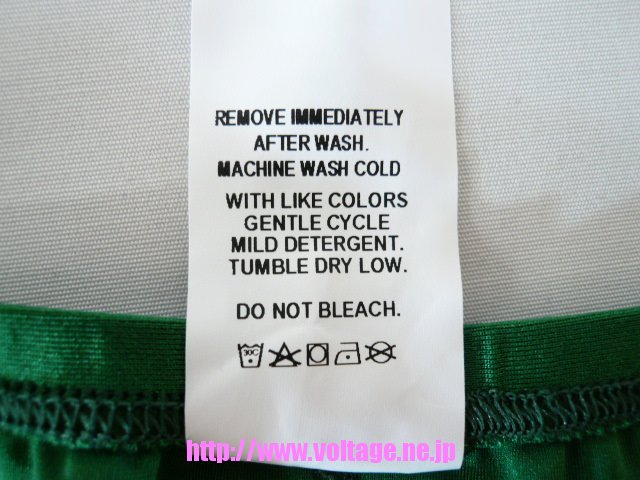 REMOVE IMMEDIATELY
AFTER WASH.
MACHINE WASH COLD
WITH LIKE COLORS
GENTLE CYCLE
MILD DETERGENT.
TUMBLE DRY LOW.
DO NOT BLEACH.
30C
http://www.voltage.ne.jp